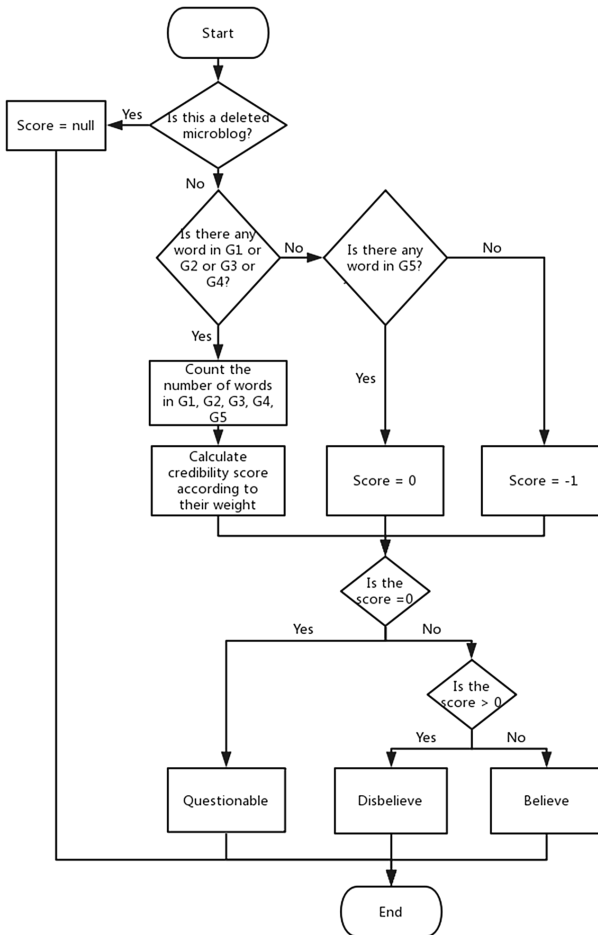 Start
Is this a deleted
microblog?
Yes
Score = null
No
Is there any
word in G1 or
G2 or G3 or
G4?
No
Is there any
word in G5?
No
Yes
Count the
number of words
in G1, G2, G3, G4,
G5
Yes
Calculate
credibility score
according to
their weight
Score = 0
Score = -1
Is the
score =0
Yes
No
Is the
score > 0
Yes
No
Questionable
Disbelieve
Believe
End